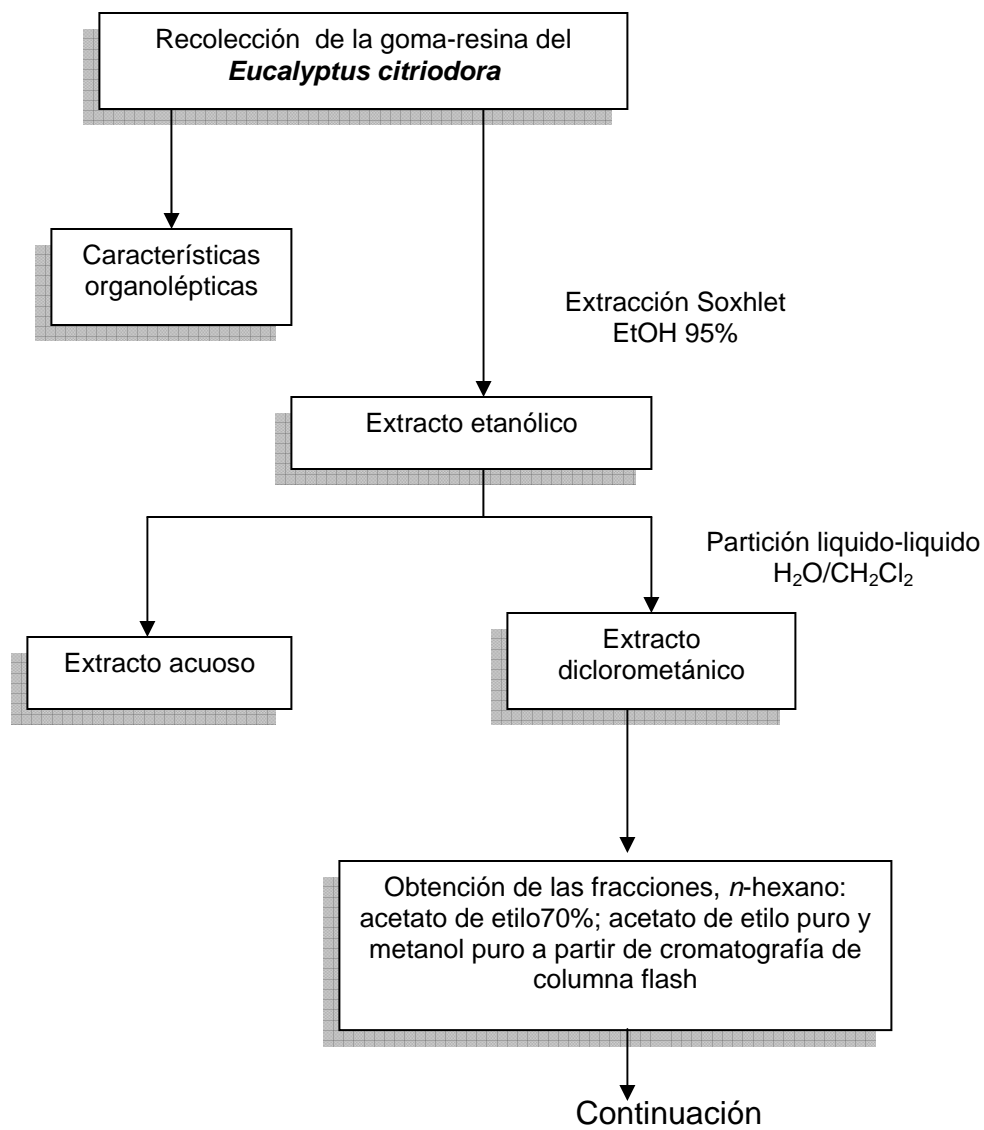 Recolección de la goma-resina del
Eucalyptus citriodora
Características
organolépticas
Extracción Soxhlet
EtOH 95%
Extracto etanólico
Partición liquido-liquido
H₂O/CH₂Cl₂
Extracto acuoso
Extracto
diclorometánico
Obtención de las fracciones, n-hexano:
acetato de etilo70%; acetato de etilo puro y
metanol puro a partir de cromatografía de
columna flash
Continuación